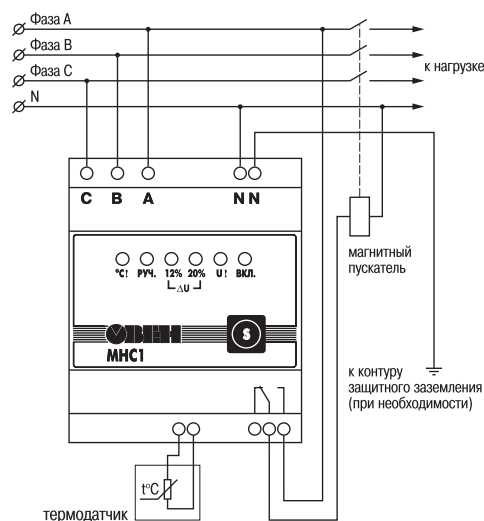 Фаза А
Фаза В
Фаза С
N
к нагрузке
С В А N N
магнитный
пускатель
°C! РУЧ. 12% 20% U! ВКЛ.
ΔU
ОВЕН
S
МНС1
к контуру
защитного заземления
(при необходимости)
t°C
термодатчик